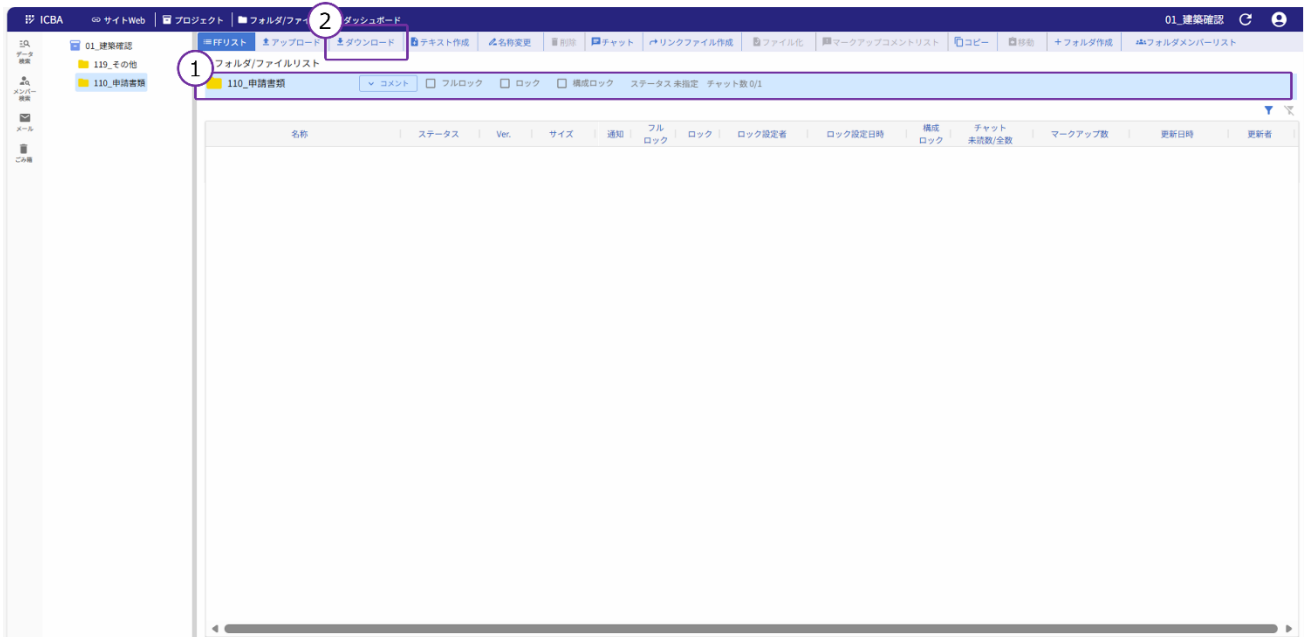 ICBA サイトWeb プロジェクト フォルダ/ファイ ダッシュボード 01_建築確認
2
FFリスト アップロード ダウンロード テキスト作成 名称変更 削除 チャット リンクファイル作成 ファイル化 マークアップコメントリスト コピー 移動 +フォルダ作成 フォルダメンバーリスト
データ
検索
メンバー
検索
メール
ごみ箱
01_建築確認
119_その他
110_申請書類
1
フォルダ/ファイルリスト
110_申請書類 コメント フルロック ロック 構成ロック ステータス 未指定 チャット数 0/1
名称 ステータス Ver. サイズ 通知 フル
ロック ロック ロック設定者 ロック設定日時 構成
ロック チャット
未読数/全数 マークアップ数 更新日時 更新者